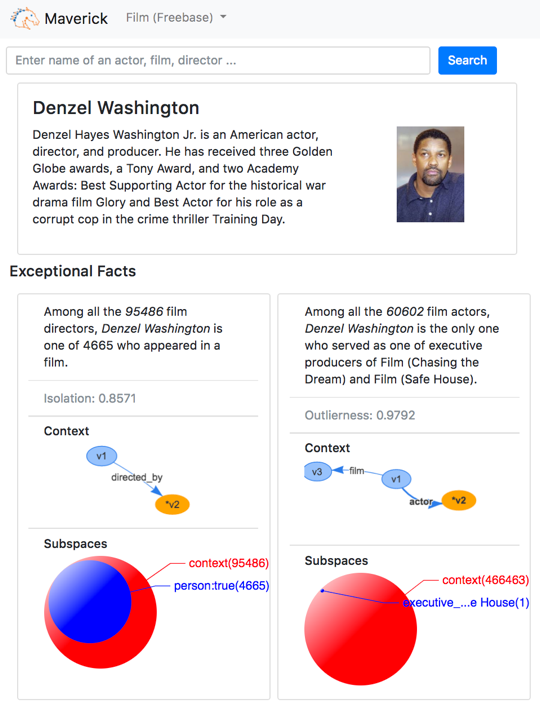 Maverick
Film (Freebase)
Enter name of an actor, film, director ...
Search
Denzel Washington
Denzel Hayes Washington Jr. is an American actor,
director, and producer. He has received three Golden
Globe awards, a Tony Award, and two Academy
Awards: Best Supporting Actor for the historical war
drama film Glory and Best Actor for his role as a
corrupt cop in the crime thriller Training Day.
Exceptional Facts
Among all the 95486 film
directors, Denzel Washington is
one of 4665 who appeared in a
film.
Isolation: 0.8571
Context
v1
directed_by
*v2
Subspaces
context(95486)
person:true(4665)
Among all the 60602 film actors,
Denzel Washington is the only one
who served as one of executive
producers of Film (Chasing the
Dream) and Film (Safe House).
Outlierness: 0.9792
Context
v3
film
v1
actor
*v2
Subspaces
context(466463)
executive_...e House(1)